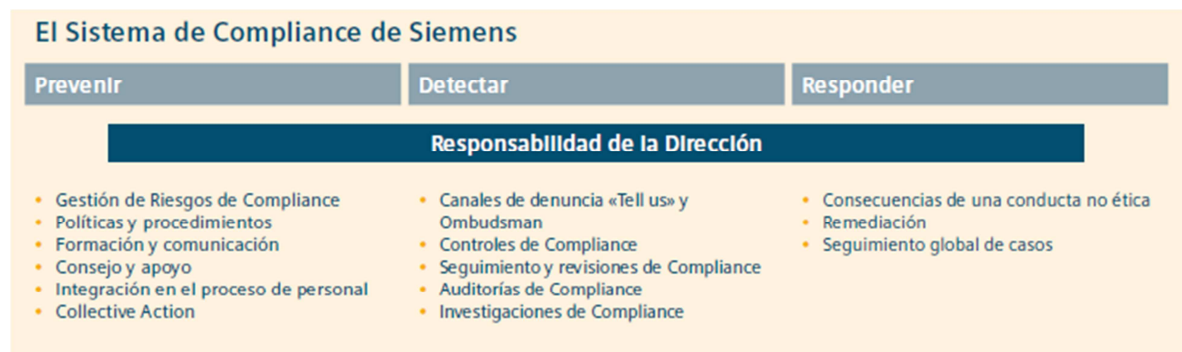 El Sistema de Compliance de Siemens
Prevenir
Detectar
Responder
Responsabilidad de la Dirección
• Gestión de Riesgos de Compliance
• Políticas y procedimientos
• Formación y comunicación
• Consejo y apoyo
• Integración en el proceso de personal
• Collective Action
• Canales de denuncia «Tell us» y
Ombudsman
• Controles de Compliance
• Seguimiento y revisiones de Compliance
• Auditorías de Compliance
• Investigaciones de Compliance
• Consecuencias de una conducta no ética
• Remediación
• Seguimiento global de casos